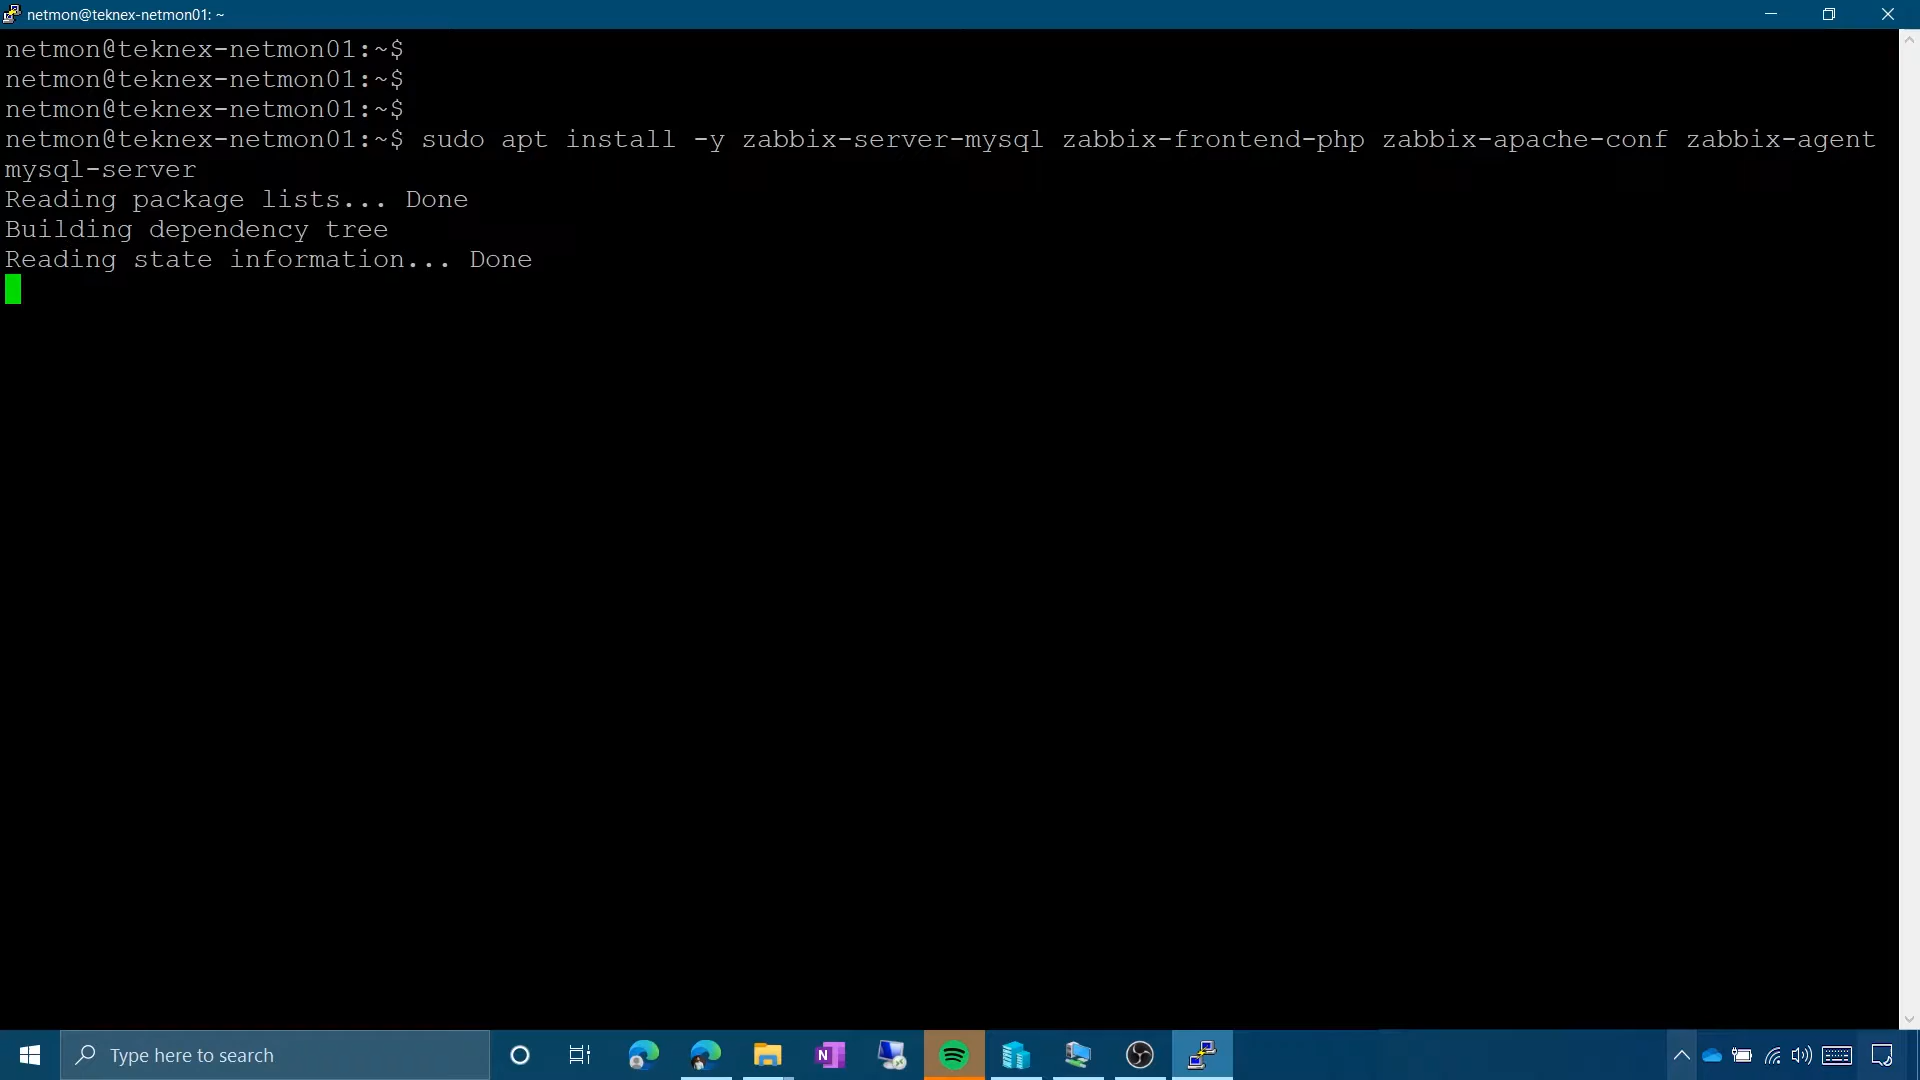 netmon@teknex-netmon01: ~
netmon@teknex-netmon01:~$
netmon@teknex-netmon01:~$
netmon@teknex-netmon01:~$
netmon@teknex-netmon01:~$ sudo apt install -y zabbix-server-mysql zabbix-frontend-php zabbix-apache-conf zabbix-agent
mysql-server
Reading package lists... Done
Building dependency tree
Reading state information... Done
Type here to search